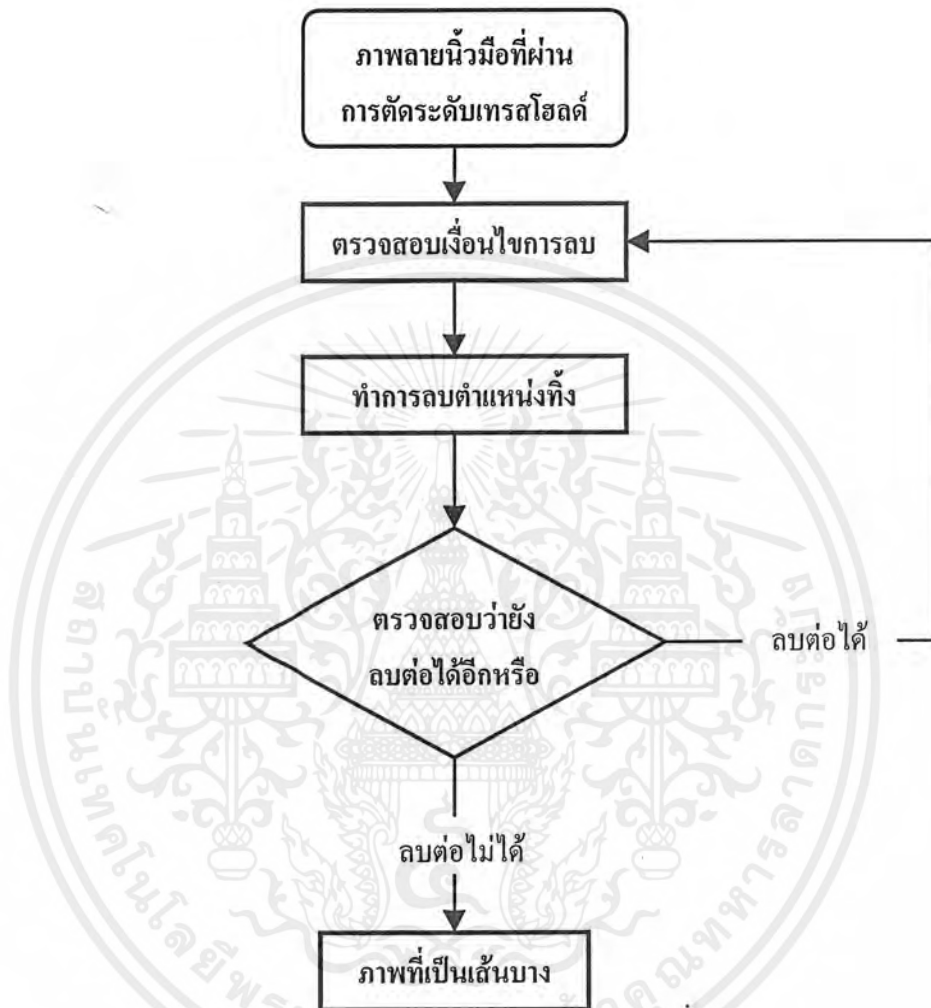 ภาพลายนิ้วมือที่ผ่าน
การตัดระดับเทรสโฮลด์
ตรวจสอบเงื่อนไขการลบ
ทำการลบตำแหน่งทิ้ง
ตรวจสอบว่ายัง
ลบต่อได้อีกหรือ
ลบต่อได้
ลบต่อไม่ได้
ภาพที่เป็นเส้นบาง